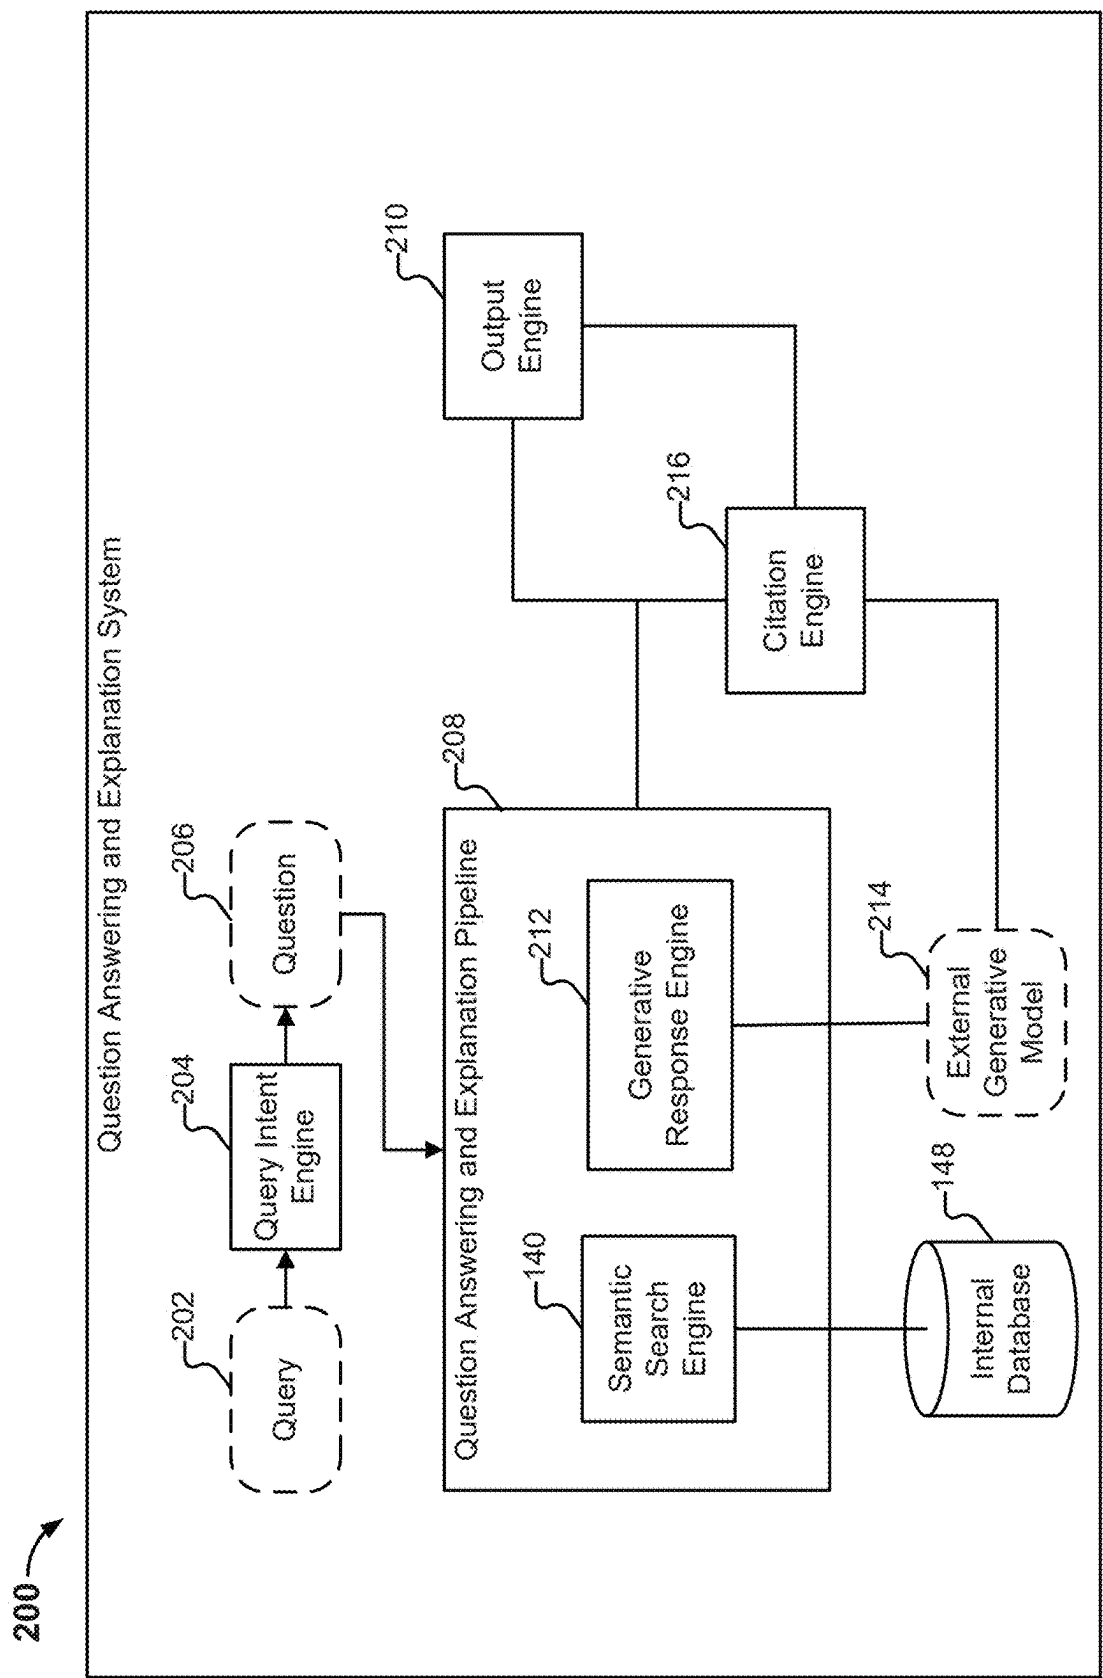 200
Question Answering and Explanation System
202
Query
204
Query Intent
Engine
206
Question
208
Question Answering and Explanation Pipeline
140
Semantic
Search
Engine
212
Generative
Response Engine
210
Output
Engine
216
Citation
Engine
148
Internal
Database
214
External
Generative
Model